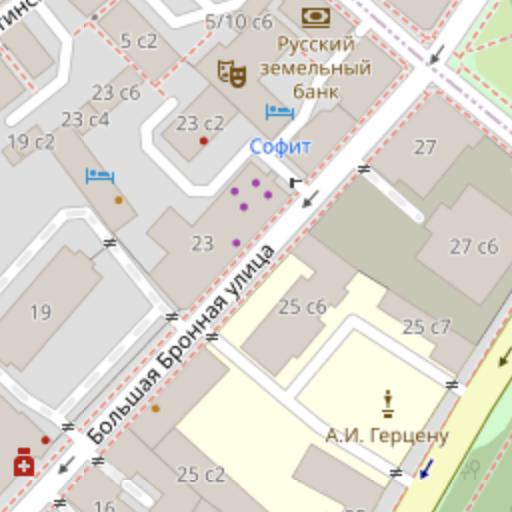 5/10 с6
5 с2
Русский
земельный
банк
23 с6
23 с4
23 с2
19 с2
Софит
27
23
27 с6
19
25 с6
25 с7
Большая Бронная улица
А.И. Герцену
25 с2
16